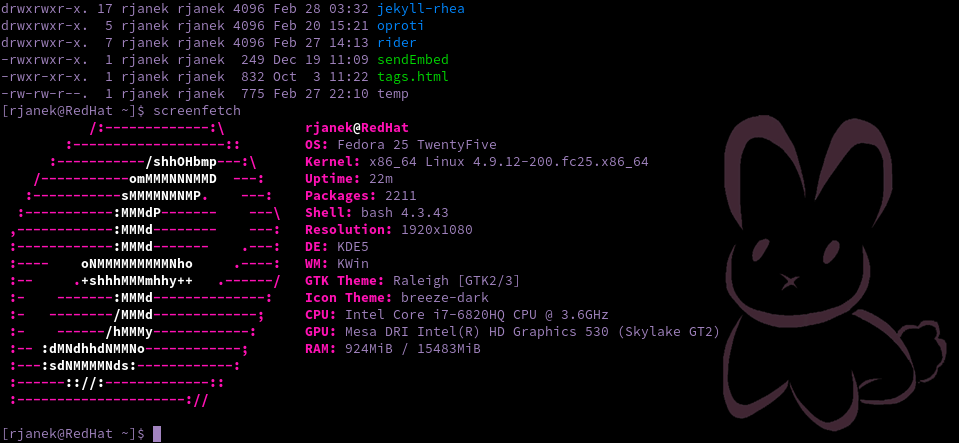 drwxrwxr-x. 17 rjanek rjanek 4096 Feb 28 03:32 jekyll-rhea
drwxrwxr-x.  5 rjanek rjanek 4096 Feb 20 15:21 oproti
drwxrwxr-x.  7 rjanek rjanek 4096 Feb 27 14:13 rider
-rwxrwxr-x.  1 rjanek rjanek  249 Dec 19 11:09 sendEmbed
-rwxr-xr-x.  1 rjanek rjanek  832 Oct  3 11:22 tags.html
-rw-rw-r--.  1 rjanek rjanek  775 Feb 27 22:10 temp
[rjanek@RedHat ~]$ screenfetch
           /:-------------:\          rjanek@RedHat
        :-------------------::        OS: Fedora 25 TwentyFive
      :-----------/shhOHbmp---:\      Kernel: x86_64 Linux 4.9.12-200.fc25.x86_64
    /-----------omMMMNNNMMD  ---:     Uptime: 22m
   :-----------sMMMMNMNMP.    ---:    Packages: 2211
  :-----------:MMMdP-------    ---\   Shell: bash 4.3.43
 ,------------:MMMd--------    ---:   Resolution: 1920x1080
 :------------:MMMd-------    .---:   DE: KDE5
 :----    oNMMMMMMMMMNho     .----:   WM: KWin
 :--     .+shhhMMMmhhy++   .------/   GTK Theme: Raleigh [GTK2/3]
 :-    -------:MMMd--------------:    Icon Theme: breeze-dark
 :-   --------/MMMd-------------;     CPU: Intel Core i7-6820HQ CPU @ 3.6GHz
 :-    ------/hMMMy------------:      GPU: Mesa DRI Intel(R) HD Graphics 530 (Skylake GT2)
 :-- :dMNdhhdNMMNo------------;       RAM: 924MiB / 15483MiB
 :---:sdNMMMMNds:------------:
 :------:://:-------------::
 :---------------------://
[rjanek@RedHat ~]$